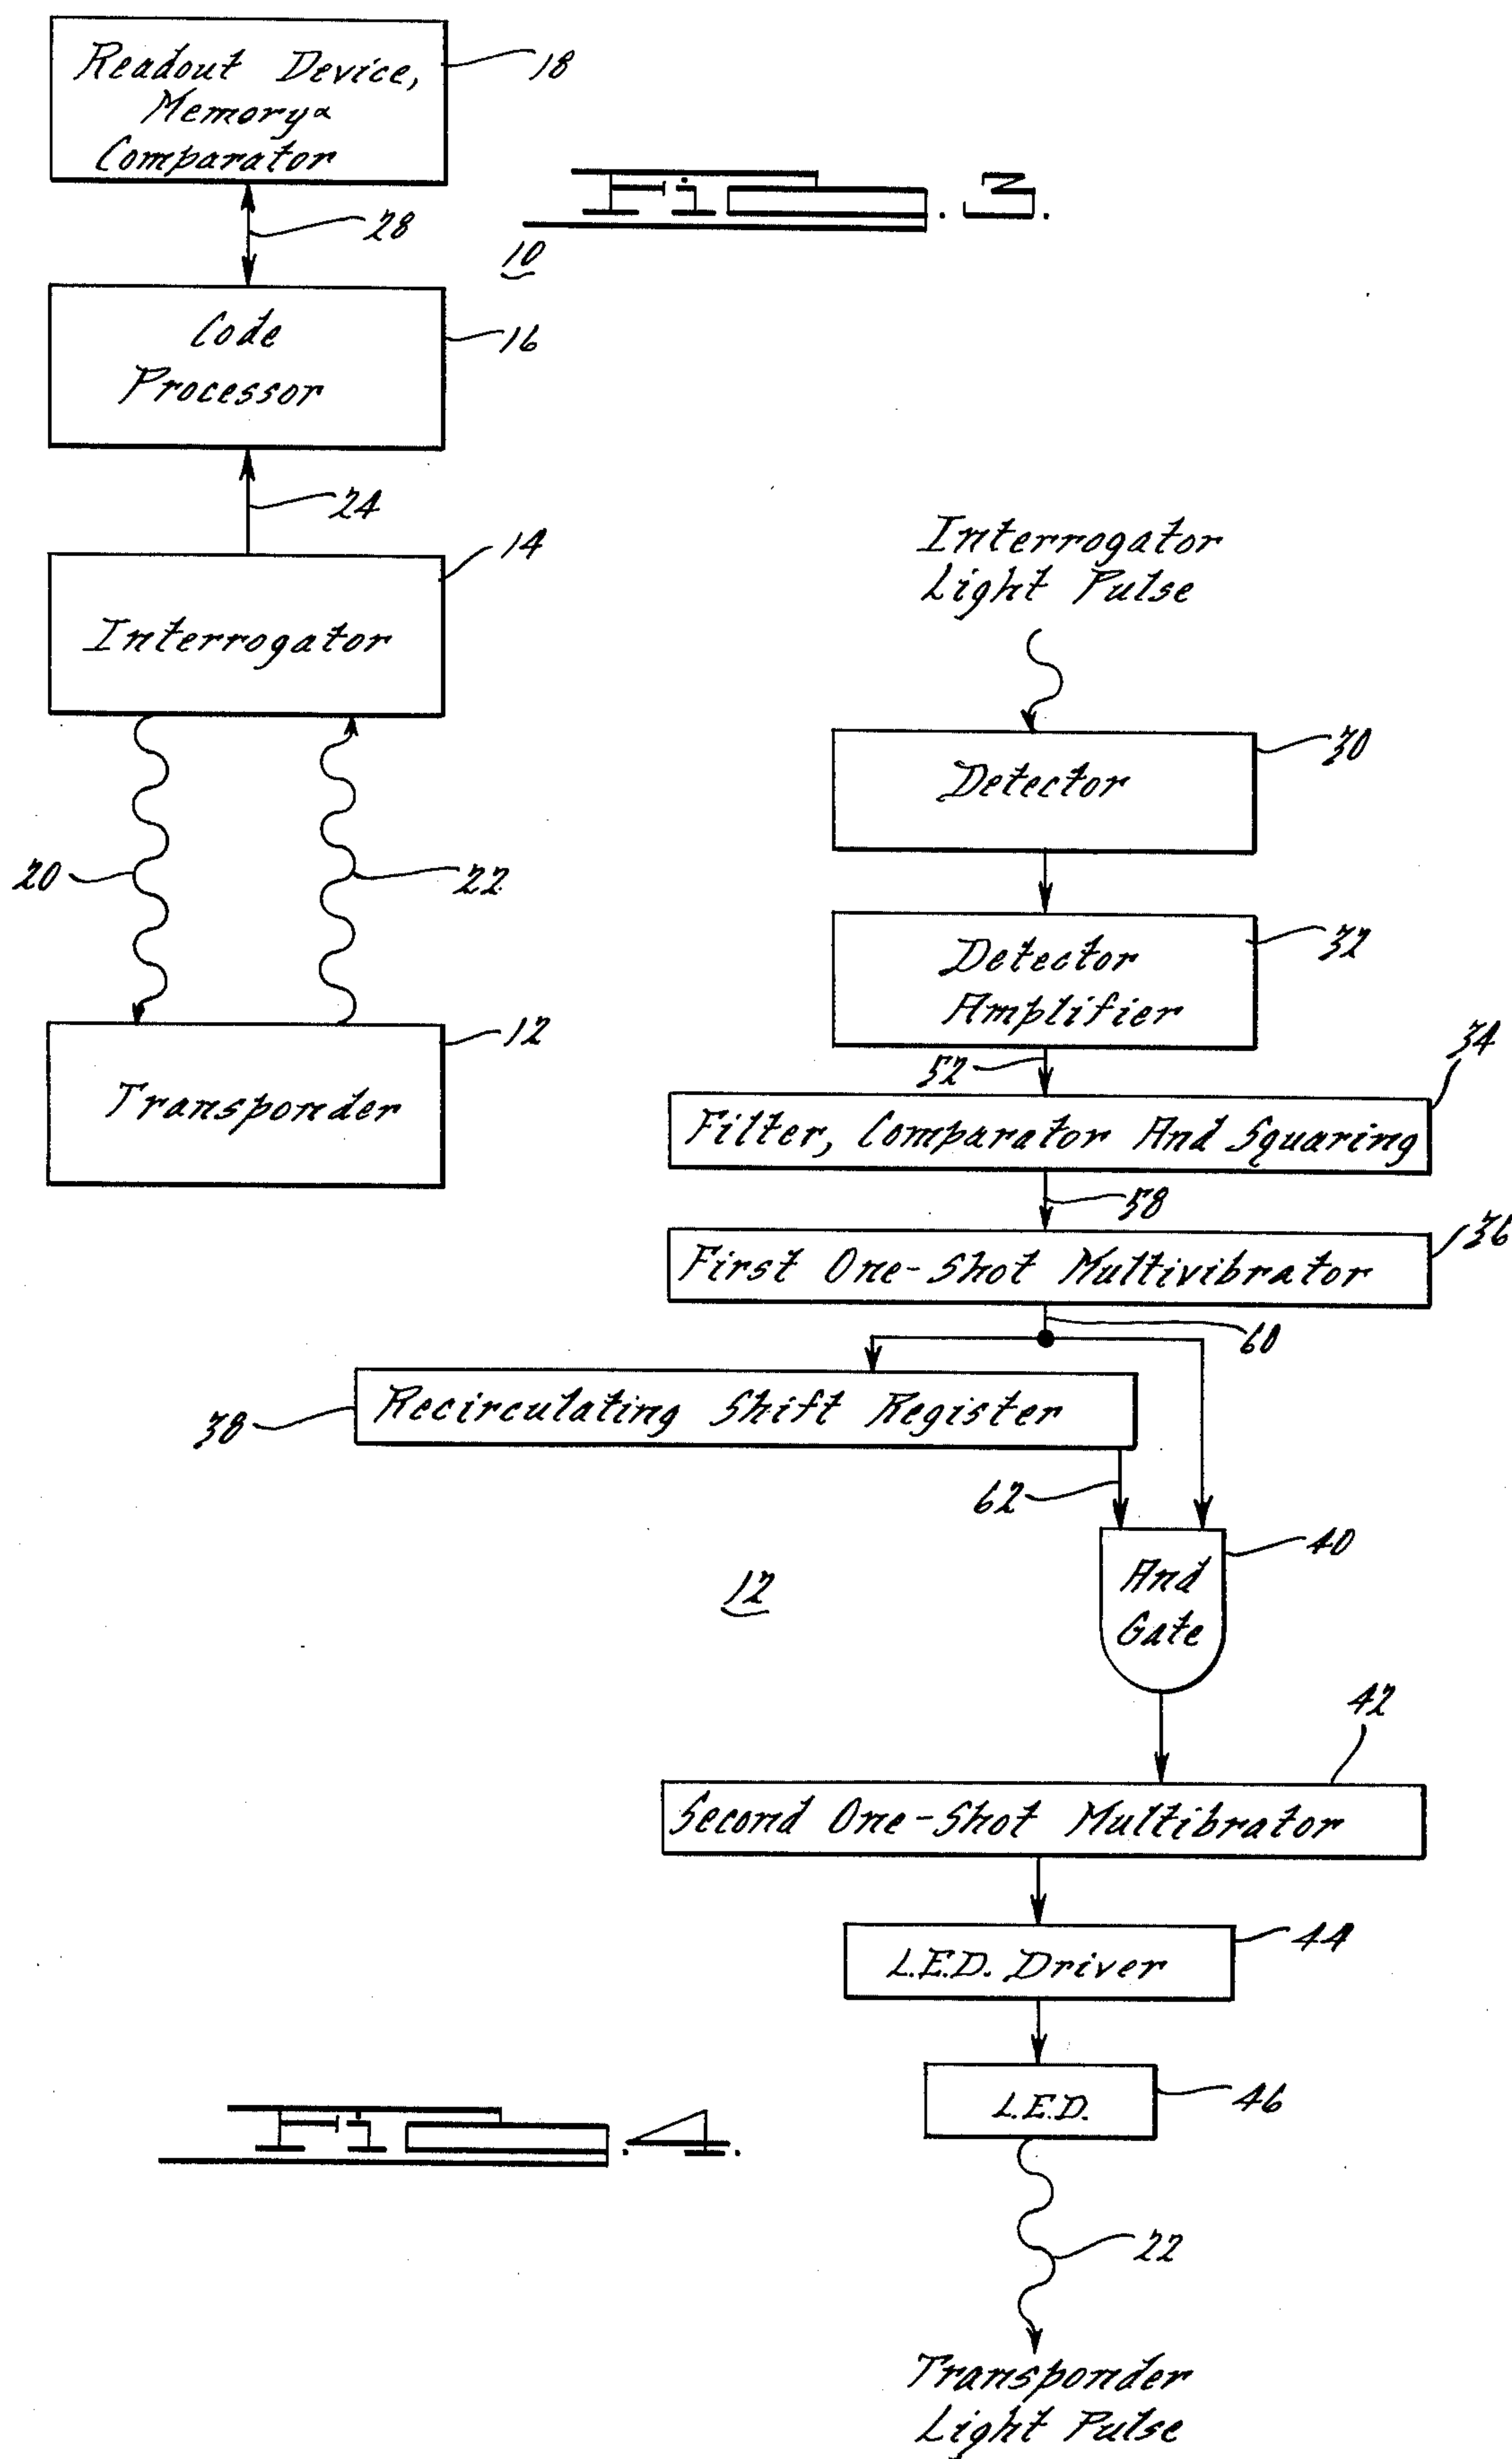 Readout Device,
Memory &
Comparator
18
28
Fig. 3.
10
Code
Processor
16
24
14
Interrogator
20
22
12
Transponder
Interrogator
Light Pulse
30
Detector
32
Detector
Amplifier
52
34
Filter, Comparator And Squaring
58
36
First One-Shot Multivibrator
60
38
Recirculating Shift Register
62
40
And
Gate
12
42
Second One-Shot Multibrator
44
L.E.D. Driver
46
L.E.D.
Fig. 4.
22
Transponder
Light Pulse